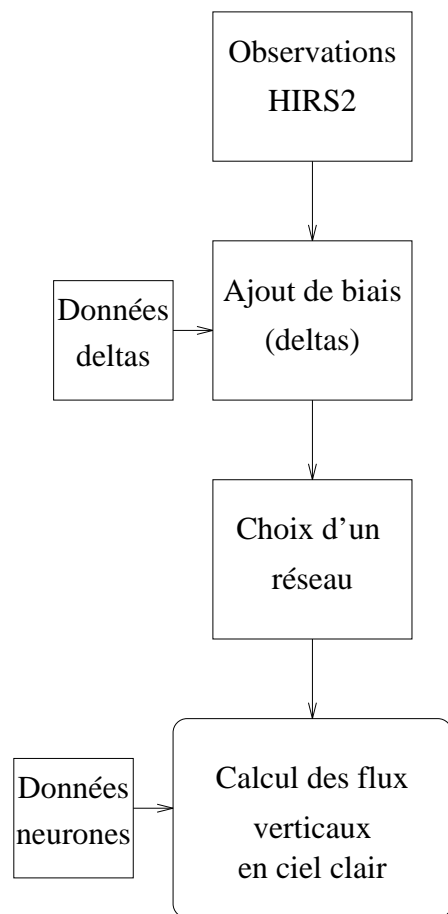 Observations
HIRS2
Données
deltas
Ajout de biais
(deltas)
Choix d'un
réseau
Données
neurones
Calcul des flux
verticaux
en ciel clair